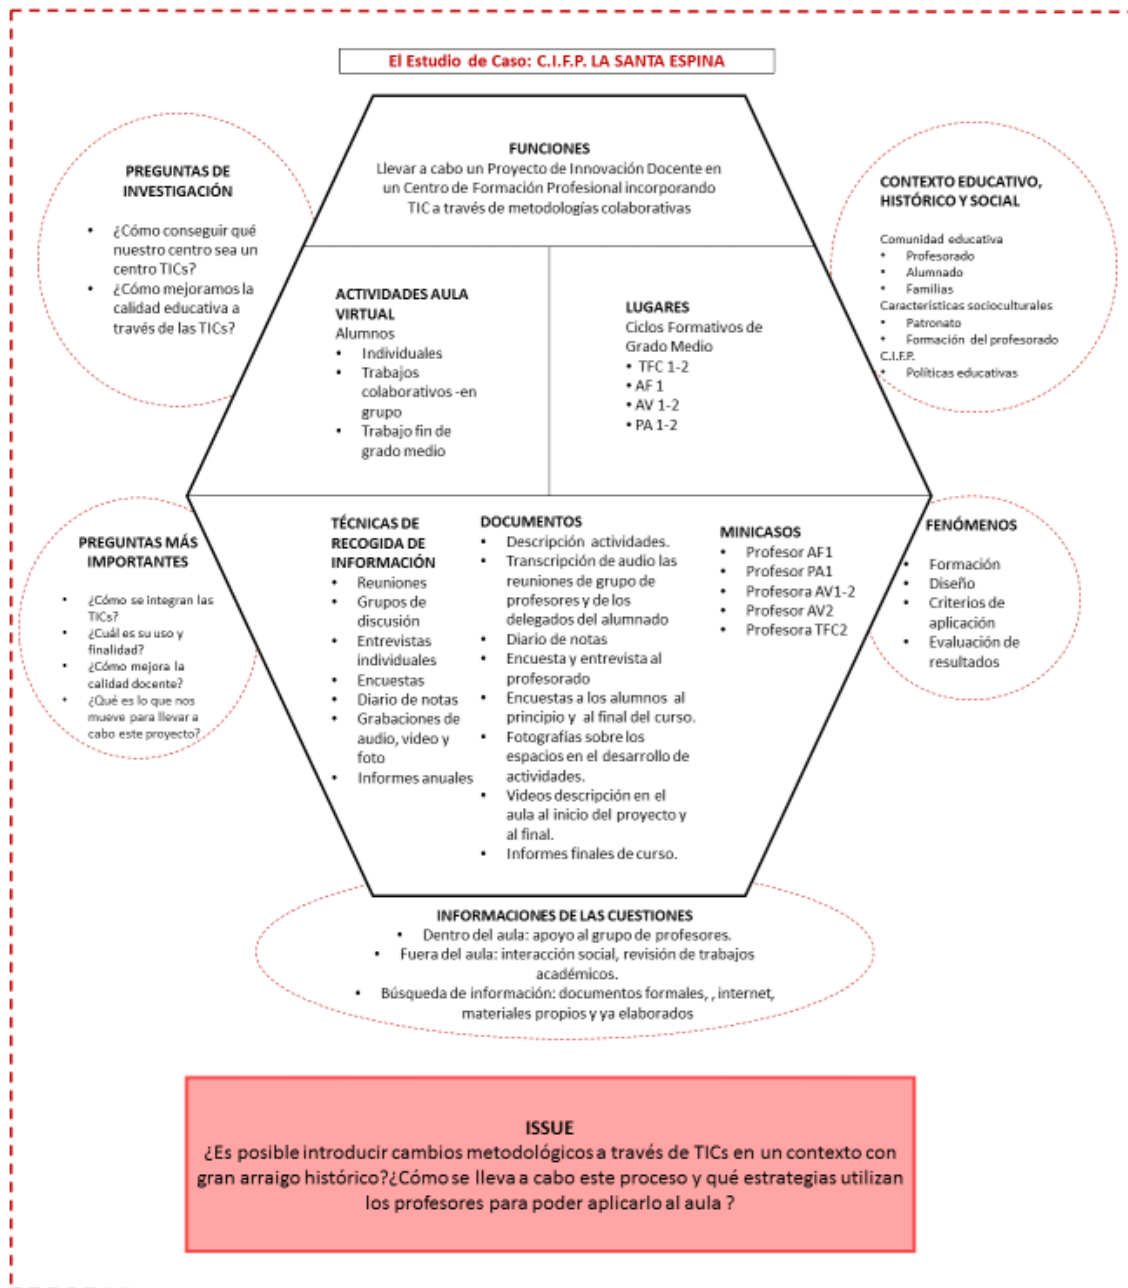 El Estudio de Caso: C.I.F.P. LA SANTA ESPINA
FUNCIONES
Llevar a cabo un Proyecto de Innovación Docente en
un Centro de Formación Profesional incorporando
TIC a través de metodologías colaborativas
PREGUNTAS DE
INVESTIGACIÓN
• ¿Cómo conseguir qué
nuestro centro sea un
centro TICs?
• ¿Cómo mejoramos la
calidad educativa a
través de las TICs?
CONTEXTO EDUCATIVO,
HISTÓRICO Y SOCIAL
Comunidad educativa
• Profesorado
• Alumnado
• Familias
Características socioculturales
• Patronato
• Formación del profesorado
C.I.F.P.
• Políticas educativas
ACTIVIDADES AULA
VIRTUAL
Alumnos
• Individuales
• Trabajos
colaborativos -en
grupo
• Trabajo fin de
grado medio
LUGARES
Ciclos Formativos de
Grado Medio
• TFC 1-2
• AF 1
• AV 1-2
• PA 1-2
PREGUNTAS MÁS
IMPORTANTES
• ¿Cómo se integran las
TICs?
• ¿Cuál es su uso y
finalidad?
• ¿Cómo mejora la
calidad docente?
• ¿Qué es lo que nos
mueve para llevar a
cabo este proyecto?
TÉCNICAS DE
RECOGIDA DE
INFORMACIÓN
• Reuniones
• Grupos de
discusión
• Entrevistas
individuales
• Encuestas
• Diario de notas
• Grabaciones de
audio, video y
foto
• Informes anuales
DOCUMENTOS
• Descripción actividades.
• Transcripción de audio las
reuniones de grupo de
profesores y de los
delegados del alumnado
• Diario de notas
• Encuesta y entrevista al
profesorado
• Encuestas a los alumnos al
principio y al final del curso.
• Fotografías sobre los
espacios en el desarrollo de
actividades.
• Videos descripción en el
aula al inicio del proyecto y
al final.
• Informes finales de curso.
MINICASOS
• Profesor AF1
• Profesor PA1
• Profesora AV1-2
• Profesor AV2
• Profesora TFC2
FENÓMENOS
• Formación
• Diseño
• Criterios de
aplicación
• Evaluación de
resultados
INFORMACIONES DE LAS CUESTIONES
• Dentro del aula: apoyo al grupo de profesores.
• Fuera del aula: interacción social, revisión de trabajos
académicos.
• Búsqueda de información: documentos formales, , internet,
materiales propios y ya elaborados
ISSUE
¿Es posible introducir cambios metodológicos a través de TICs en un contexto con
gran arraigo histórico?¿Cómo se lleva a cabo este proceso y qué estrategias utilizan
los profesores para poder aplicarlo al aula ?